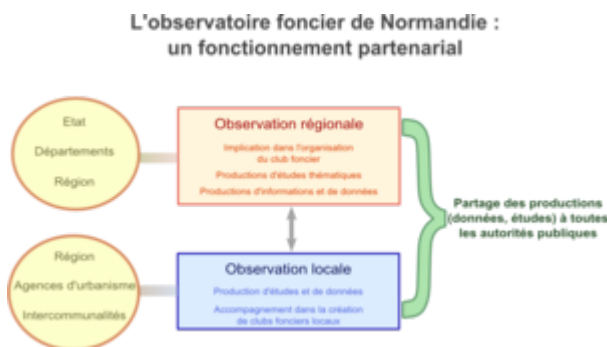 L'observatoire foncier de Normandie :
un fonctionnement partenarial
Etat
Départements
Région
Observation régionale
Implication dans l'organisation
du club foncier
Productions d'études thématiques
Productions d'informations et de données
Partage des productions
(données, études) à toutes
les autorités publiques
Région
Agences d'urbanisme
Intercommunalités
Observation locale
Production d'études et de données
Accompagnement dans la création
de clubs fonciers locaux